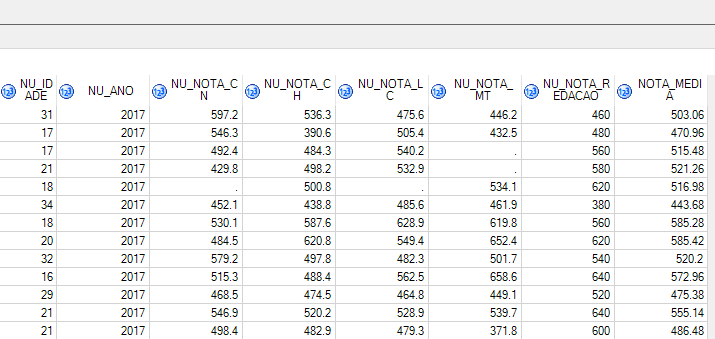 NU_IDADE NU_ANO NU_NOTA_CN NU_NOTA_CH NU_NOTA_LC NU_NOTA_MT NU_NOTA_REDACAO NOTA_MEDIA
31 2017 597.2 536.3 475.6 446.2 460 503.06
17 2017 546.3 390.6 505.4 432.5 480 470.96
17 2017 492.4 484.3 540.2 . 560 515.48
21 2017 429.8 498.2 532.9 . 580 521.26
18 2017 . 500.8 . 534.1 620 516.98
34 2017 452.1 438.8 485.6 461.9 380 443.68
18 2017 530.1 587.6 628.9 619.8 560 585.28
20 2017 484.5 620.8 549.4 652.4 620 585.42
32 2017 579.2 497.8 482.3 501.7 540 520.2
16 2017 515.3 488.4 562.5 658.6 640 572.96
29 2017 468.5 474.5 464.8 449.1 520 475.38
21 2017 546.9 520.2 528.9 539.7 640 555.14
21 2017 498.4 482.9 479.3 371.8 600 486.48